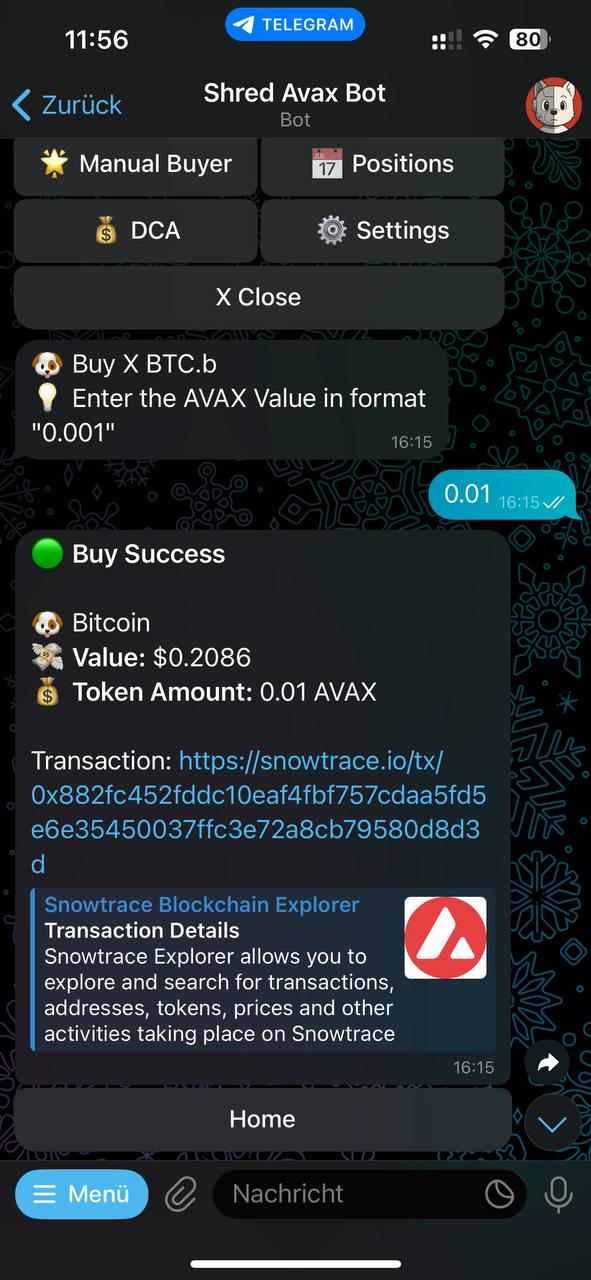 11:56
TELEGRAM
80
Zurück
Shred Avax Bot
Bot
🌟 Manual Buyer
JUL 17 Positions
💰 DCA
⚙️ Settings
X Close
🐶 Buy X BTC.b
💡 Enter the AVAX Value in format
"0.001"
16:15
0.01 16:15
🟢 Buy Success
🐶 Bitcoin
💸 Value: $0.2086
💰 Token Amount: 0.01 AVAX
Transaction: https://snowtrace.io/tx/
0x882fc452fddc10eaf4fbf757cdaa5fd5
e6e35450037ffc3e72a8cb79580d8d3
d
Snowtrace Blockchain Explorer
Transaction Details
Snowtrace Explorer allows you to
explore and search for transactions,
addresses, tokens, prices and other
activities taking place on Snowtrace
16:15
Home
Menü
Nachricht